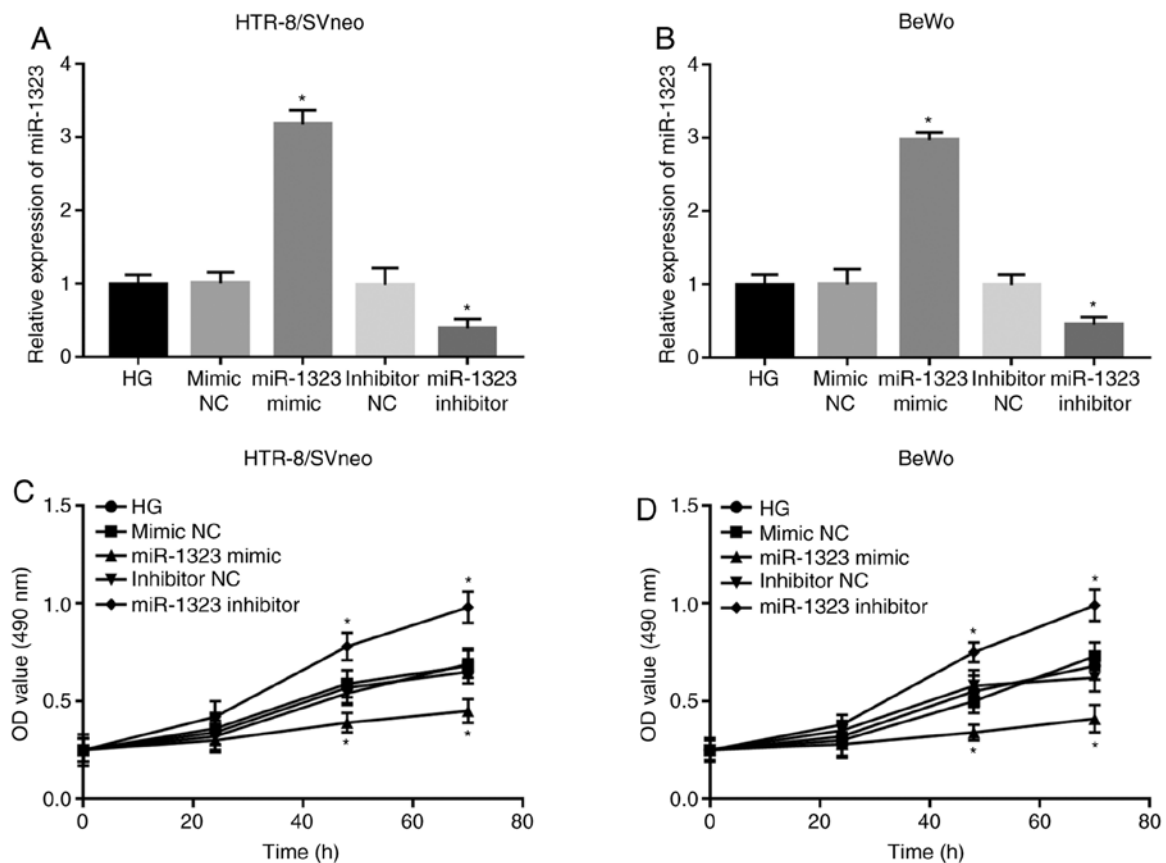 HTR-8/SVneo
A
Relative expression of miR-1323
4
3
2
1
0
*
*
HG
Mimic NC
miR-1323 mimic
Inhibitor NC
miR-1323 inhibitor
BeWo
B
Relative expression of miR-1323
4
3
2
1
0
*
*
HG
Mimic NC
miR-1323 mimic
Inhibitor NC
miR-1323 inhibitor
HTR-8/SVneo
C
HG
Mimic NC
miR-1323 mimic
Inhibitor NC
miR-1323 inhibitor
OD value (490 nm)
1.5
1.0
0.5
0.0
*
*
*
*
0 20 40 60 80
Time (h)
BeWo
D
HG
Mimic NC
miR-1323 mimic
Inhibitor NC
miR-1323 inhibitor
OD value (490 nm)
1.5
1.0
0.5
0.0
*
*
*
*
0 20 40 60 80
Time (h)